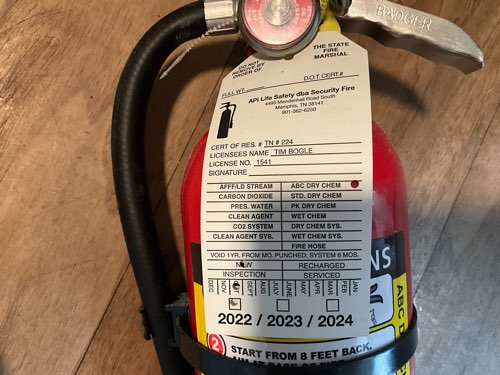 BADGER
DO NOT
REMOVE BY
ORDER OF
THE STATE
FIRE
MARSHAL
FULL WT.
D.O.T. CERT.#
APi Life Safety dba Security Fire
4495 Mendenhall Road South
Memphis, TN 38141
901-362-6250
CERT OF RES. # TN # 224
LICENSEES NAME TIM BOGLE
LICENSE NO. 1541
SIGNATURE
AFFF/LD STREAM ABC DRY CHEM
CARBON DIOXIDE STD. DRY CHEM
PRES. WATER PK DRY CHEM
CLEAN AGENT WET CHEM
CO2 SYSTEM DRY CHEM SYS.
CLEAN AGENT SYS. WET CHEM SYS.
FIRE HOSE
VOID 1YR. FROM MO. PUNCHED; SYSTEM 6 MOS.
NEW RECHARGED
INSPECTION SERVICED
DEC NOV SEPT AUG JULY JUNE MAY APR MAR FEB JAN
2022 / 2023 / 2024
NS
ABC D
2 START FROM 8 FEET BACK.